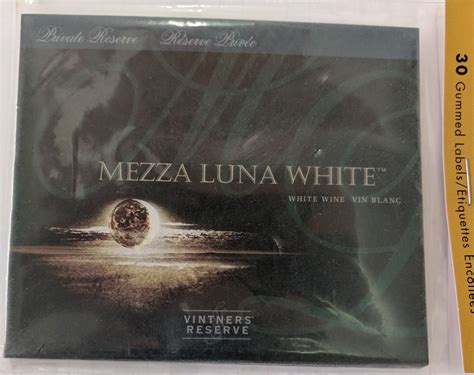 Private Reserve Réserve Privée
MEZZA LUNA WHITE™
WHITE WINE VIN BLANC
VINTNERS'
RESERVE
30 Gummed Labels/Étiquettes Encollées